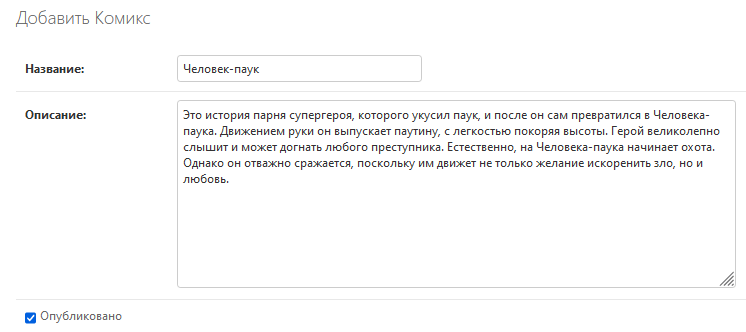 Добавить Комикс
Название:
Человек-паук
Описание:
Это история парня супергероя, которого укусил паук, и после он сам превратился в Человека-
паука. Движением руки он выпускает паутину, с легкостью покоряя высоты. Герой великолепно
слышит и может догнать любого преступника. Естественно, на Человека-паука начинает охота.
Однако он отважно сражается, поскольку им движет не только желание искоренить зло, но и
любовь.
Опубликовано